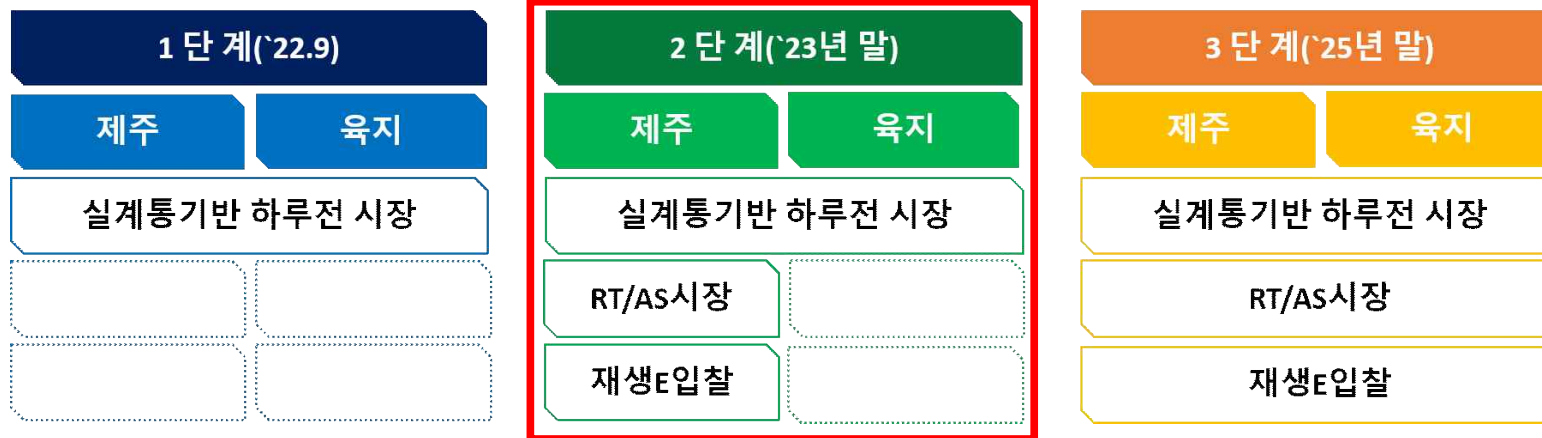 1 단 계(`22.9)
제주
육지
실계통기반 하루전 시장
2 단 계(`23년 말)
제주
육지
실계통기반 하루전 시장
RT/AS시장
재생E입찰
3 단 계(`25년 말)
제주
육지
실계통기반 하루전 시장
RT/AS시장
재생E입찰